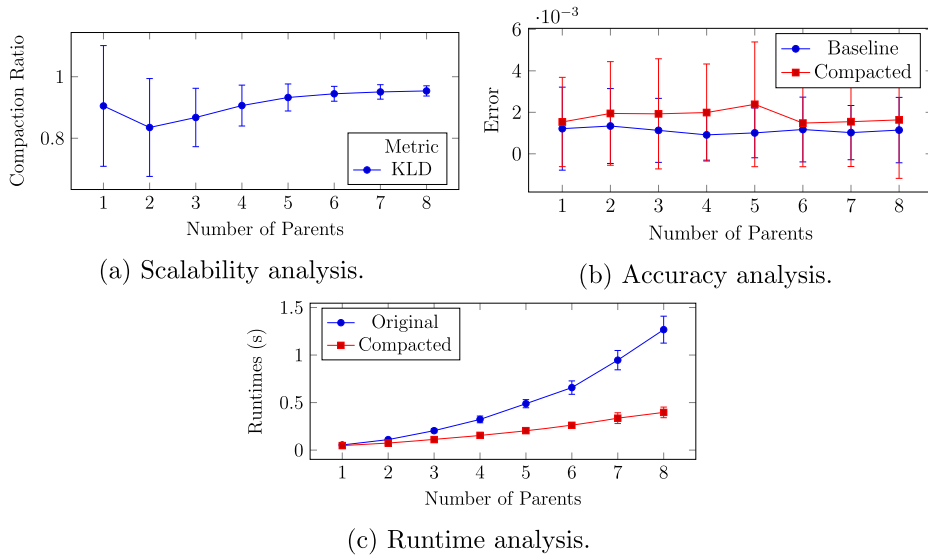 Compaction Ratio
1
0.8
Metric
KLD
1 2 3 4 5 6 7 8
Number of Parents
(a) Scalability analysis.
·10−3
Error
6
4
2
0
Baseline
Compacted
1 2 3 4 5 6 7 8
Number of Parents
(b) Accuracy analysis.
Runtimes (s)
1.5
1
0.5
0
Original
Compacted
1 2 3 4 5 6 7 8
Number of Parents
(c) Runtime analysis.